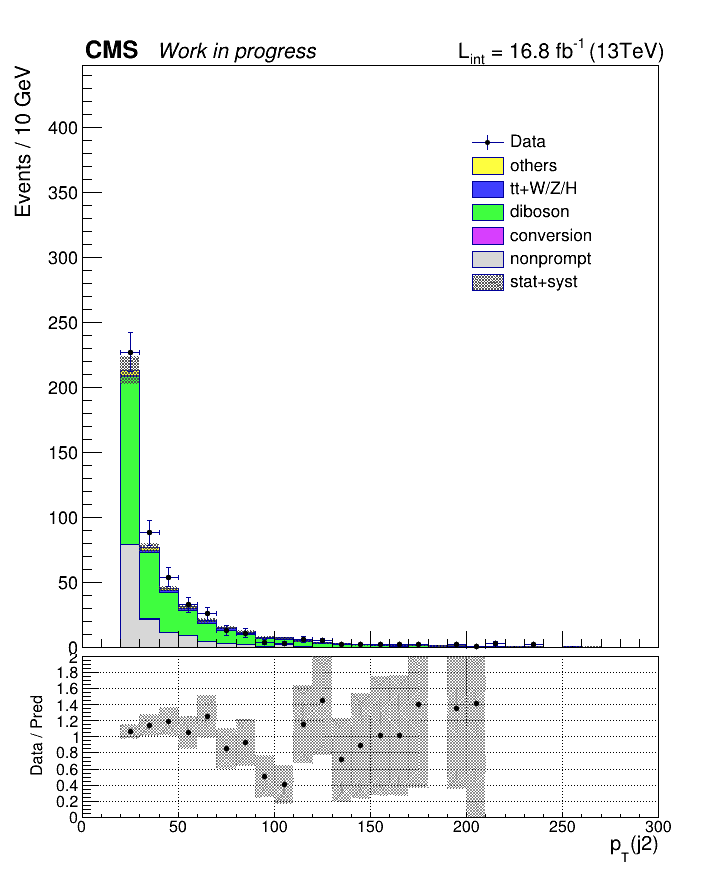 CMS Work in progress L_int = 16.8 fb^-1 (13TeV)
Events / 10 GeV
400
350
300
250
200
150
100
50
0
Data
others
tt+W/Z/H
diboson
conversion
nonprompt
stat+syst
Data / Pred
2
1.8
1.6
1.4
1.2
1
0.8
0.6
0.4
0.2
0
0 50 100 150 200 250 300
p_T(j2)